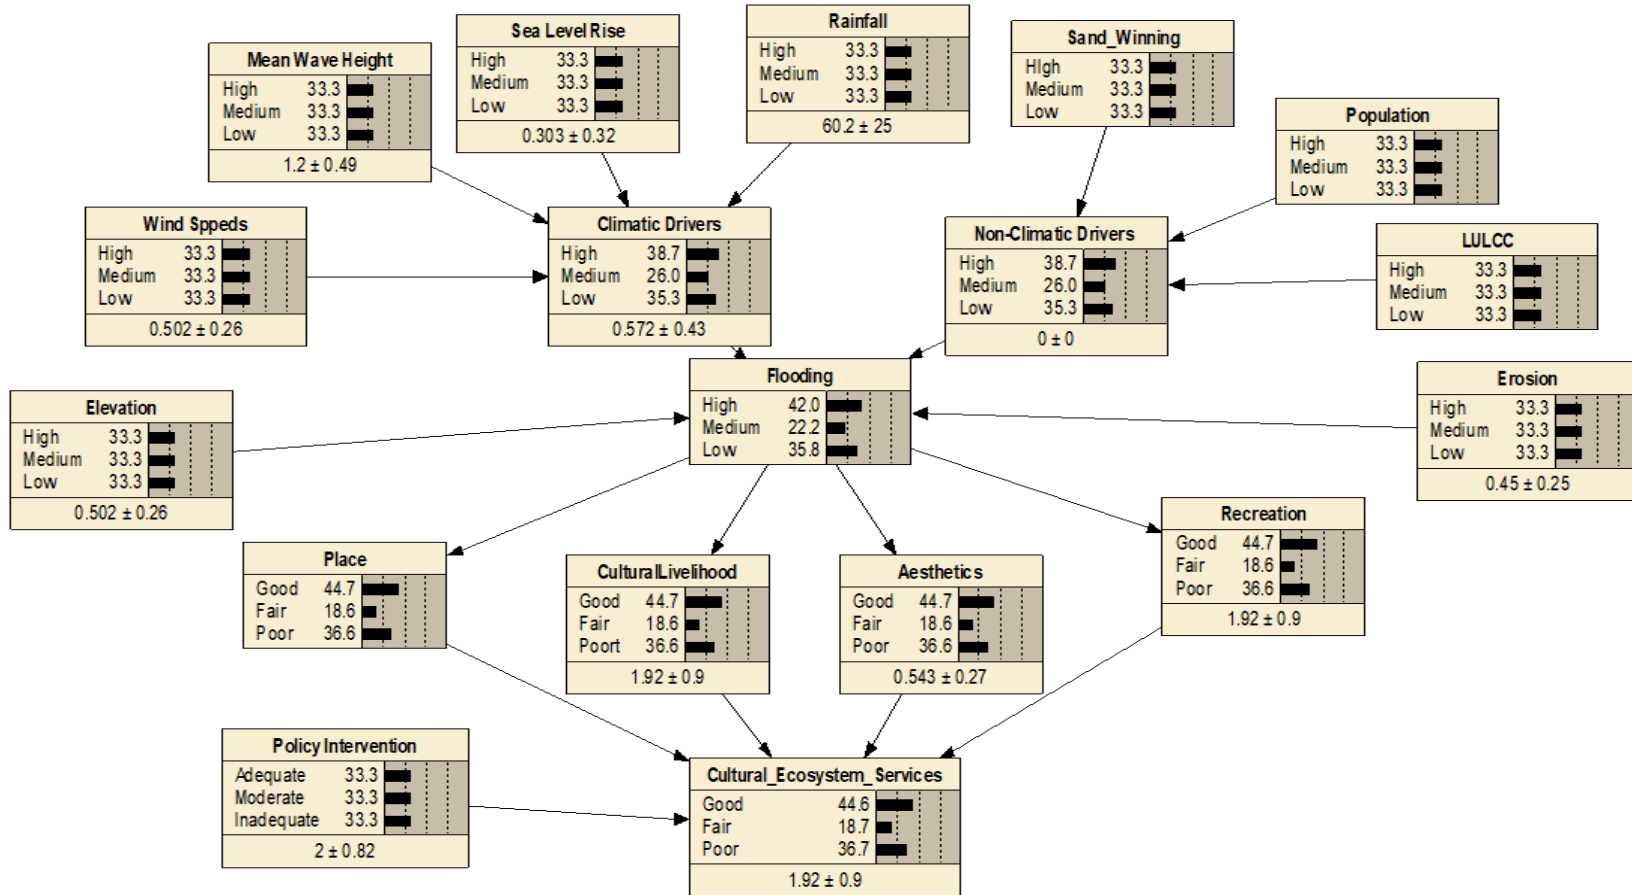 Mean Wave Height
High 33.3
Medium 33.3
Low 33.3
1.2 ± 0.49
Sea Level Rise
High 33.3
Medium 33.3
Low 33.3
0.303 ± 0.32
Rainfall
High 33.3
Medium 33.3
Low 33.3
60.2 ± 25
Sand_Winning
HIgh 33.3
Medium 33.3
Low 33.3
Population
High 33.3
Medium 33.3
Low 33.3
Wind Sppeds
High 33.3
Medium 33.3
Low 33.3
0.502 ± 0.26
Climatic Drivers
High 38.7
Medium 26.0
Low 35.3
0.572 ± 0.43
Non-Climatic Drivers
High 38.7
Medium 26.0
Low 35.3
0 ± 0
LULCC
High 33.3
Medium 33.3
Low 33.3
Elevation
High 33.3
Medium 33.3
Low 33.3
0.502 ± 0.26
Flooding
High 42.0
Medium 22.2
Low 35.8
Erosion
High 33.3
Medium 33.3
Low 33.3
0.45 ± 0.25
Place
Good 44.7
Fair 18.6
Poor 36.6
CulturalLivelihood
Good 44.7
Fair 18.6
Poort 36.6
1.92 ± 0.9
Aesthetics
Good 44.7
Fair 18.6
Poor 36.6
0.543 ± 0.27
Recreation
Good 44.7
Fair 18.6
Poor 36.6
1.92 ± 0.9
Policy Intervention
Adequate 33.3
Moderate 33.3
Inadequate 33.3
2 ± 0.82
Cultural_Ecosystem_Services
Good 44.6
Fair 18.7
Poor 36.7
1.92 ± 0.9